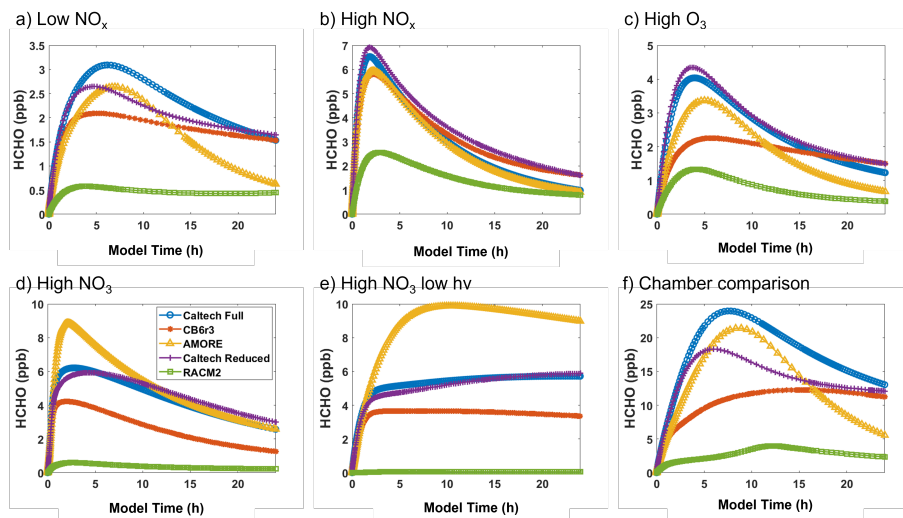 a) Low NOx
b) High NOx
c) High O3
HCHO (ppb)
3.5
3
2.5
2
1.5
1
0.5
0
0 5 10 15 20
Model Time (h)
HCHO (ppb)
7
6
5
4
3
2
1
0
0 5 10 15 20
Model Time (h)
HCHO (ppb)
5
4
3
2
1
0
0 5 10 15 20
Model Time (h)
d) High NO3
e) High NO3 low hv
f) Chamber comparison
HCHO (ppb)
10
8
6
4
2
0
0 5 10 15 20
Model Time (h)
Caltech Full
CB6r3
AMORE
Caltech Reduced
RACM2
HCHO (ppb)
10
8
6
4
2
0
0 5 10 15 20
Model Time (h)
HCHO (ppb)
25
20
15
10
5
0
0 5 10 15 20
Model Time (h)